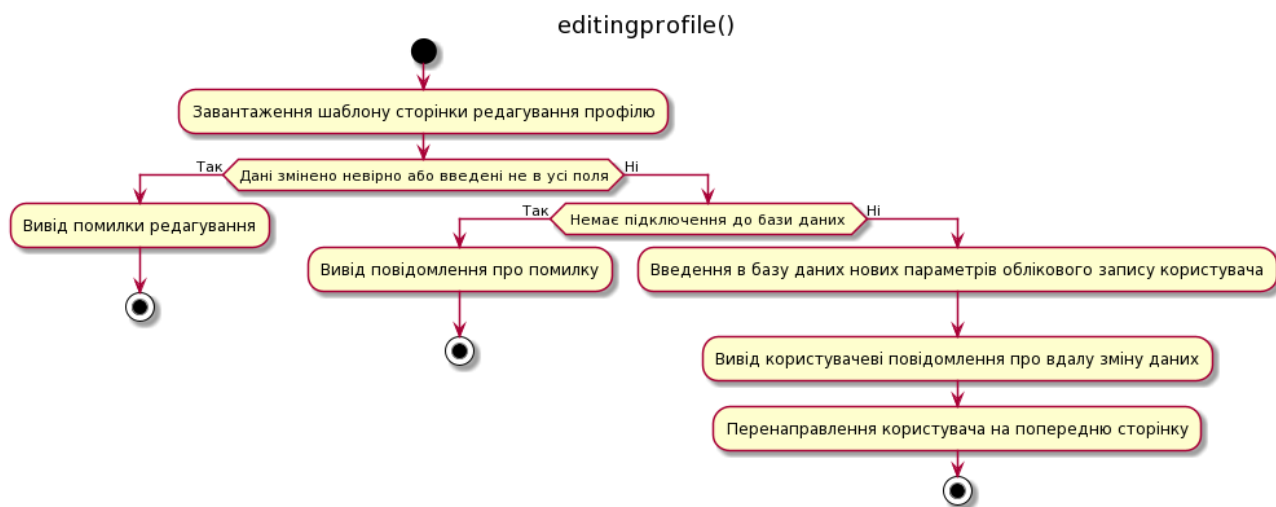 editingprofile()
Завантаження шаблону сторінки редагування профілю
Так
Дані змінено невірно або введені не в усі поля
Ні
Вивід помилки редагування
Так
Немає підключення до бази даних
Ні
Вивід повідомлення про помилку
Введення в базу даних нових параметрів облікового запису користувача
Вивід користувачеві повідомлення про вдалу зміну даних
Перенаправлення користувача на попередню сторінку